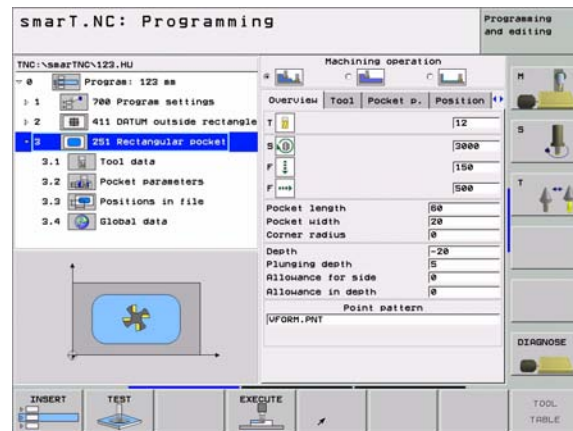 smarT.NC: Programming
Programming and editing
TNC:\smarTNC\123.HU
0 Program: 123 mm
1 700 Program settings
2 411 DATUM outside rectangle
3 251 Rectangular pocket
3.1 Tool data
3.2 Pocket parameters
3.3 Positions in file
3.4 Global data
Machining operation
Overview Tool Pocket p. Position
T 12
S 3000
F 150
F 500
Pocket length 60
Pocket width 20
Corner radius 0
Depth -20
Plunging depth 5
Allowance for side 0
Allowance in depth 0
Point pattern
VFORM.PNT
M
S
T
DIAGNOSE
INSERT
TEST
EXECUTE
TOOL
TABLE